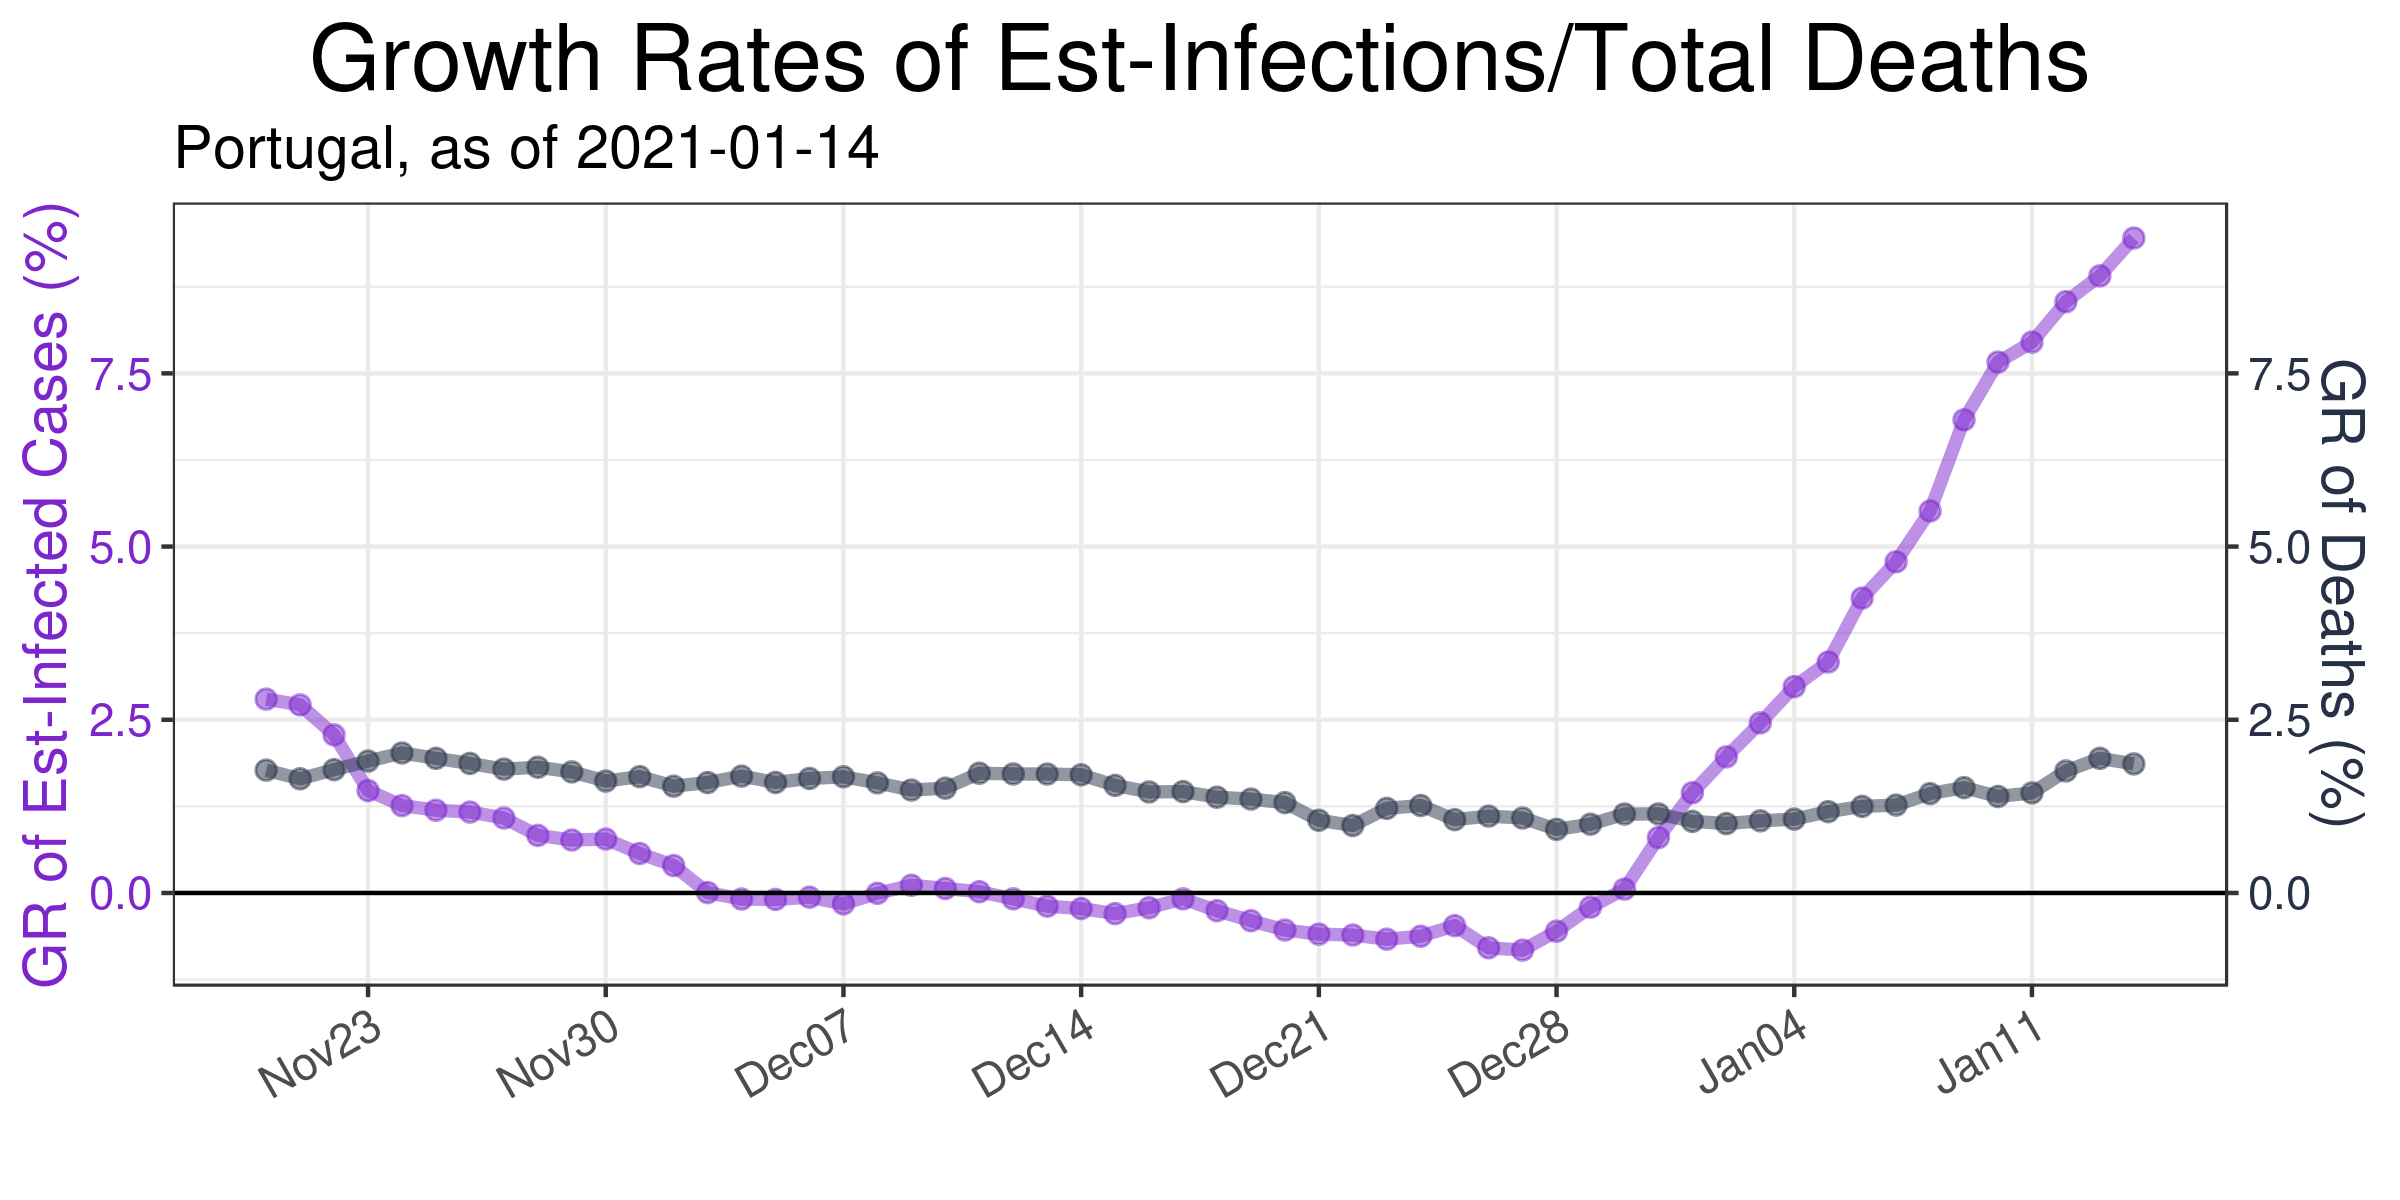 Growth Rates of Est-Infections/Total Deaths
Portugal, as of 2021-01-14
GR of Est-Infected Cases (%)
7.5
5.0
2.5
0.0
7.5
5.0
2.5
0.0
GR of Deaths (%)
Nov23
Nov30
Dec07
Dec14
Dec21
Dec28
Jan04
Jan11